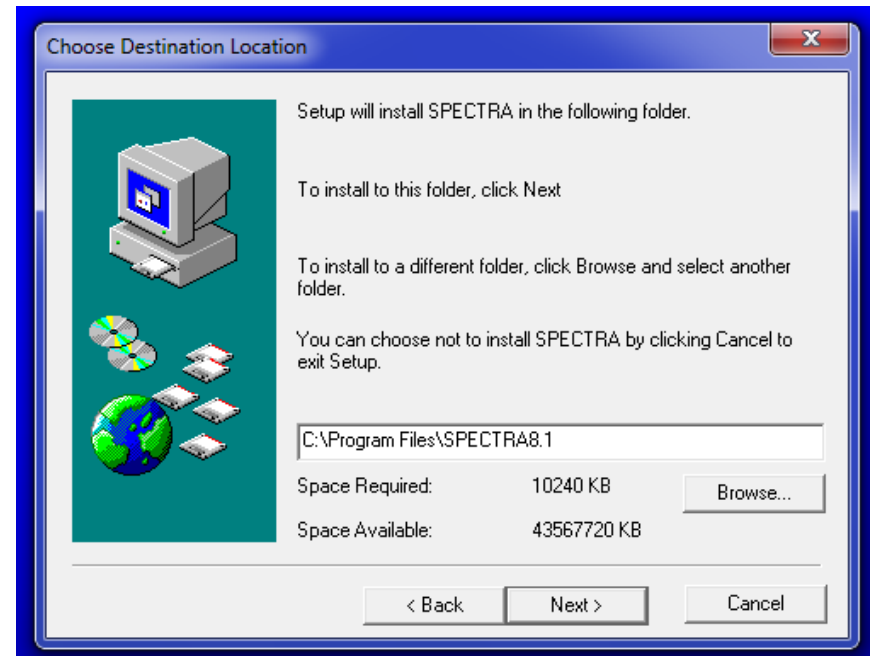 Choose Destination Location
X
Setup will install SPECTRA in the following folder.
To install to this folder, click Next
To install to a different folder, click Browse and select another
folder.
You can choose not to install SPECTRA by clicking Cancel to
exit Setup.
C:\Program Files\SPECTRA8.1
Space Required: 10240 KB
Browse...
Space Available: 43567720 KB
< Back Next > Cancel